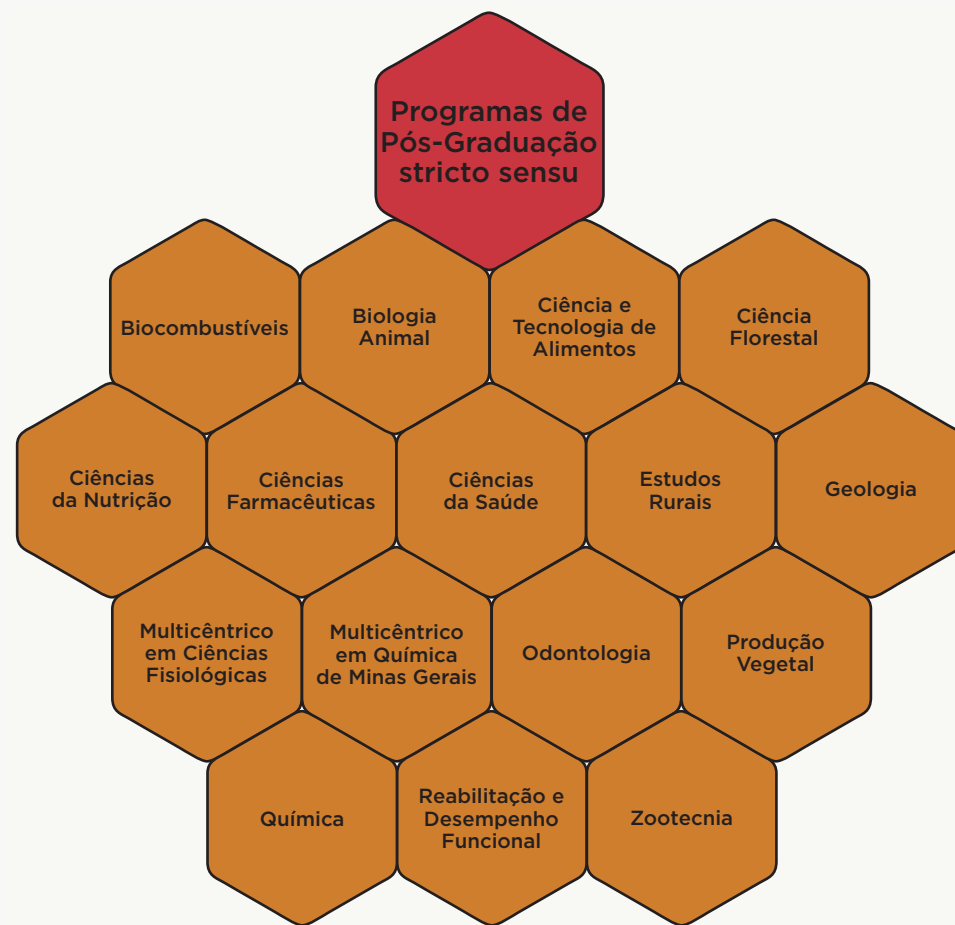 Programas de
Pós-Graduação
stricto sensu
Biocombustíveis
Biologia
Animal
Ciência e
Tecnologia de
Alimentos
Ciência
Florestal
Ciências
da Nutrição
Ciências
Farmacêuticas
Ciências
da Saúde
Estudos
Rurais
Geologia
Multicêntrico
em Ciências
Fisiológicas
Multicêntrico
em Química
de Minas Gerais
Odontologia
Produção
Vegetal
Química
Reabilitação e
Desempenho
Funcional
Zootecnia